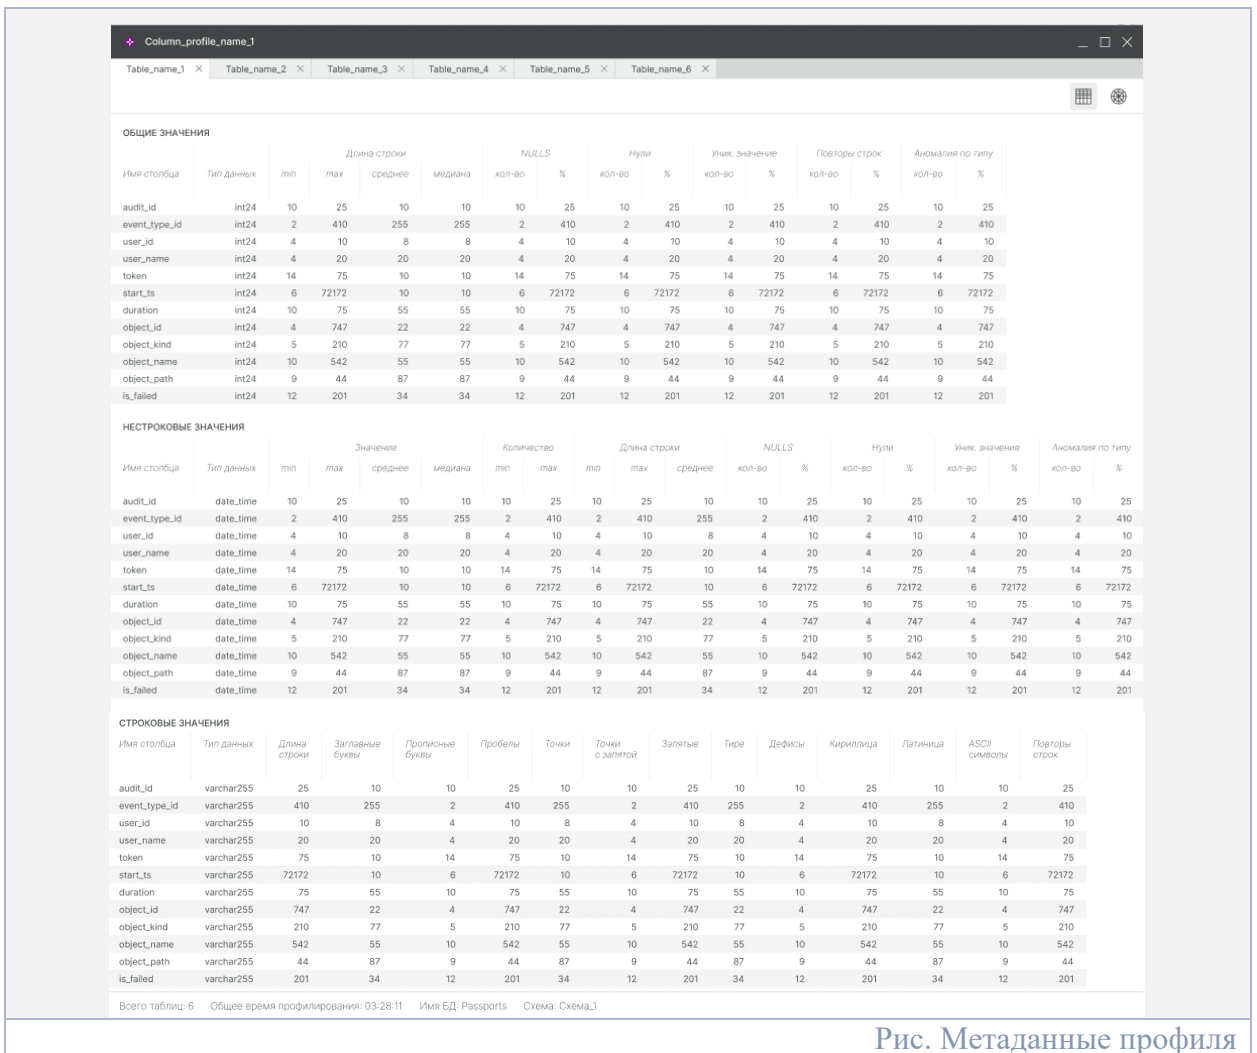 Column_profile_name_1
Table_name_1 Table_name_2 Table_name_3 Table_name_4 Table_name_5 Table_name_6
ОБЩИЕ ЗНАЧЕНИЯ
Длина строки NULLS Нули Уник. значение Повторы строк Аномалия по типу
Имя столбца Тип данных min max среднее медиана кол-во % кол-во % кол-во % кол-во % кол-во %
audit_id int24 10 25 10 10 10 25 10 25 10 25 10 25 10 25
event_type_id int24 2 410 255 255 2 410 2 410 2 410 2 410 2 410
user_id int24 4 10 8 8 4 10 4 10 4 10 4 10 4 10
user_name int24 4 20 20 20 4 20 4 20 4 20 4 20 4 20
token int24 14 75 10 10 14 75 14 75 14 75 14 75 14 75
start_ts int24 6 72172 10 10 6 72172 6 72172 6 72172 6 72172 6 72172
duration int24 10 75 55 55 10 75 10 75 10 75 10 75 10 75
object_id int24 4 747 22 22 4 747 4 747 4 747 4 747 4 747
object_kind int24 5 210 77 77 5 210 5 210 5 210 5 210 5 210
object_name int24 10 542 55 55 10 542 10 542 10 542 10 542 10 542
object_path int24 9 44 87 87 9 44 9 44 9 44 9 44 9 44
is_failed int24 12 201 34 34 12 201 12 201 12 201 12 201 12 201
НЕСТРОКОВЫЕ ЗНАЧЕНИЯ
Значение Количество Длина строки NULLS Нули Уник. значение Аномалия по типу
Имя столбца Тип данных min max среднее медиана min max min max среднее кол-во % кол-во % кол-во % кол-во %
audit_id date_time 10 25 10 10 10 25 10 25 10 10 25 10 25 10 25 10 25
event_type_id date_time 2 410 255 255 2 410 2 410 255 2 410 2 410 2 410 2 410
user_id date_time 4 10 8 8 4 10 4 10 8 4 10 4 10 4 10 4 10
user_name date_time 4 20 20 20 4 20 4 20 20 4 20 4 20 4 20 4 20
token date_time 14 75 10 10 14 75 14 75 10 14 75 14 75 14 75 14 75
start_ts date_time 6 72172 10 10 6 72172 6 72172 10 6 72172 6 72172 6 72172 6 72172
duration date_time 10 75 55 55 10 75 10 75 55 10 75 10 75 10 75 10 75
object_id date_time 4 747 22 22 4 747 4 747 22 4 747 4 747 4 747 4 747
object_kind date_time 5 210 77 77 5 210 5 210 77 5 210 5 210 5 210 5 210
object_name date_time 10 542 55 55 10 542 10 542 55 10 542 10 542 10 542 10 542
object_path date_time 9 44 87 87 9 44 9 44 87 9 44 9 44 9 44 9 44
is_failed date_time 12 201 34 34 12 201 12 201 34 12 201 12 201 12 201 12 201
СТРОКОВЫЕ ЗНАЧЕНИЯ
Имя столбца Тип данных Длина Заглавные Прописные Пробелы Точки Точки Запятые Тире Дефисы Кириллица Латиница ASCII Повторы
строки буквы буквы с запятой символы строк
audit_id varchar255 25 10 10 25 10 10 25 10 10 25 10 10 25
event_type_id varchar255 410 255 2 410 255 2 410 255 2 410 255 2 410
user_id varchar255 10 8 4 10 8 4 10 8 4 10 8 4 10
user_name varchar255 20 20 4 20 20 4 20 20 4 20 20 4 20
token varchar255 75 10 14 75 10 14 75 10 14 75 10 14 75
start_ts varchar255 72172 10 6 72172 10 6 72172 10 6 72172 10 6 72172
duration varchar255 75 55 10 75 55 10 75 55 10 75 55 10 75
object_id varchar255 747 22 4 747 22 4 747 22 4 747 22 4 747
object_kind varchar255 210 77 5 210 77 5 210 77 5 210 77 5 210
object_name varchar255 542 55 10 542 55 10 542 55 10 542 55 10 542
object_path varchar255 44 87 9 44 87 9 44 87 9 44 87 9 44
is_failed varchar255 201 34 12 201 34 12 201 34 12 201 34 12 201
Всего таблиц: 6 Общее время профилирования: 03:28:11 Имя БД: Passports Схема: Схема_1
Рис. Метаданные профиля